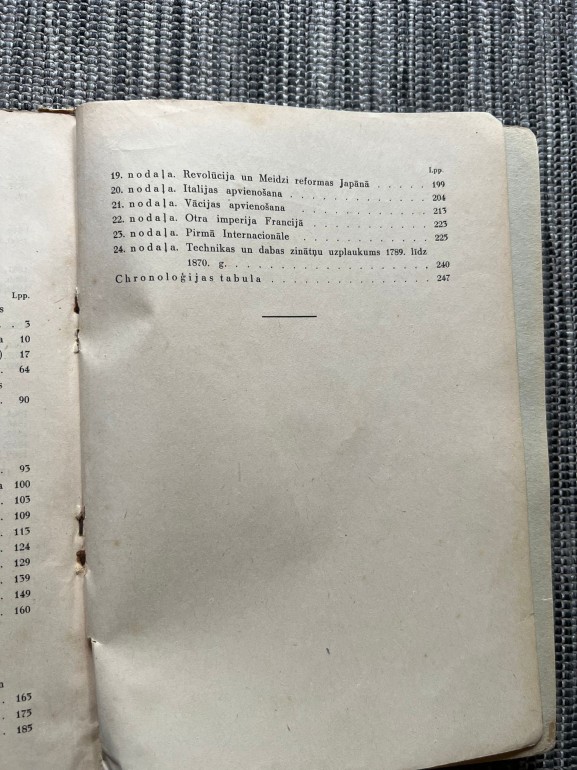 Lpp.
s
. . 3
a 10
) 17
. 64
s
. 90
. 93
a 100
. 103
. 109
. 113
. 124
. 129
. 139
. 149
. 160
a
. 165
. 175
. 185
Lpp.
19. nodaļa. Revolūcija un Meidzi reformas Japānā . . . . . 199
20. nodaļa. Italijas apvienošana . . . . . . . . . . . 204
21. nodaļa. Vācijas apvienošana . . . . . . . . . . . 213
22. nodaļa. Otra imperija Francijā . . . . . . . . . . 223
23. nodaļa. Pirmā Internacionāle . . . . . . . . . . . 225
24. nodaļa. Technikas un dabas zinātņu uzplaukums 1789. līdz
1870. g. . . . . . . . . . . . . . . . . 240
Chronoloģijas tabula . . . . . . . . . . . . . 247